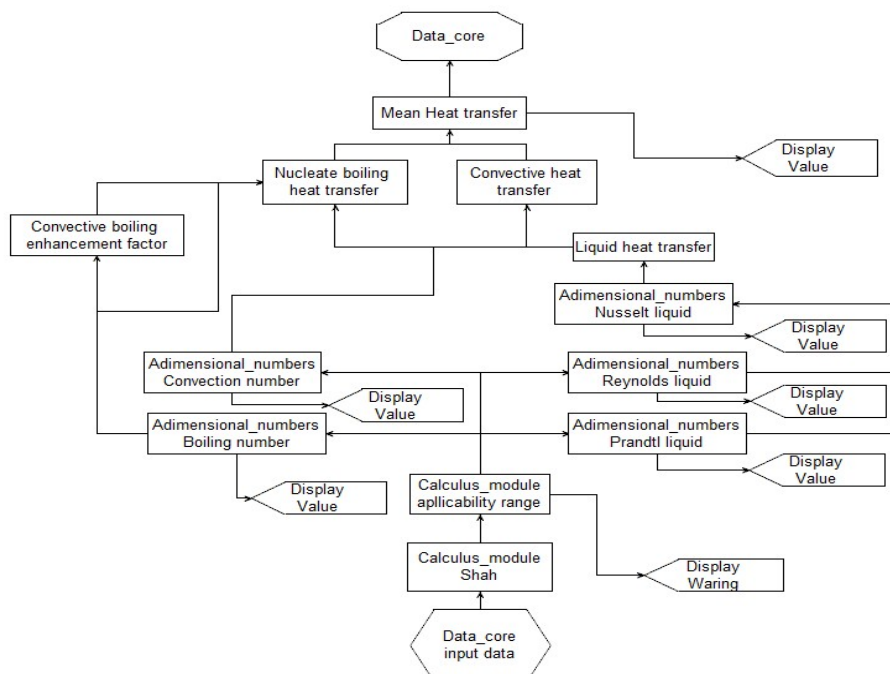 Data_core
Mean Heat transfer
Display
Value
Nucleate boiling
heat transfer
Convective heat
transfer
Convective boiling
enhancement factor
Liquid heat transfer
Adimensional_numbers
Nusselt liquid
Display
Value
Adimensional_numbers
Convection number
Adimensional_numbers
Reynolds liquid
Display
Value
Display
Value
Adimensional_numbers
Boiling number
Adimensional_numbers
Prandtl liquid
Display
Value
Display
Value
Calculus_module
apllicability range
Calculus_module
Shah
Display
Waring
Data_core
input data